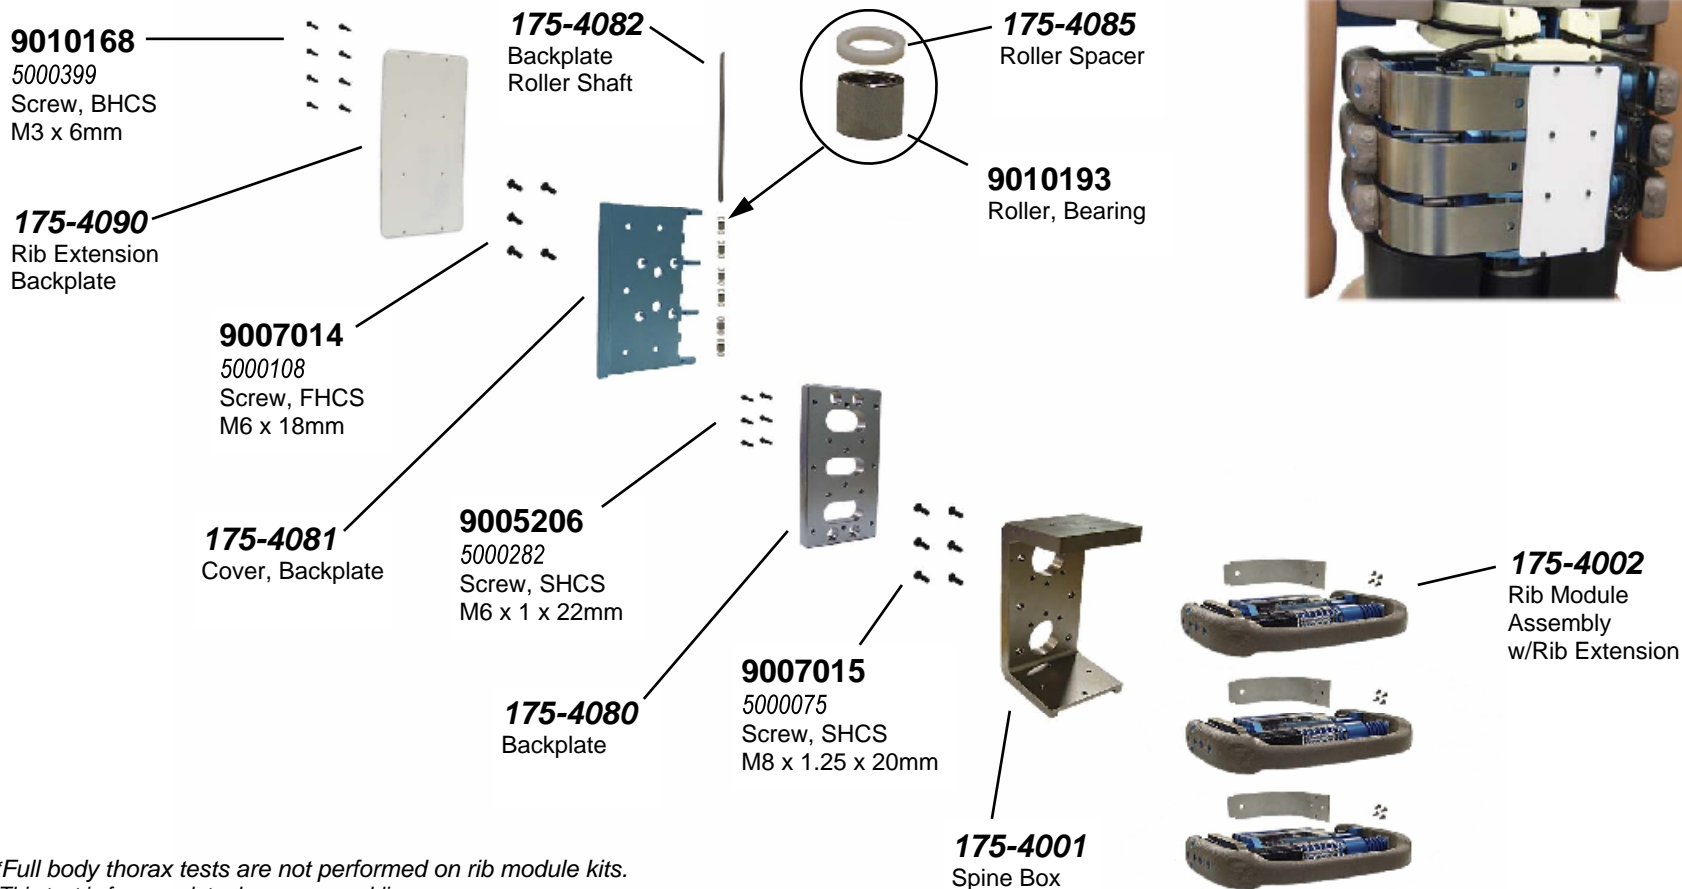 9010168
5000399
Screw, BHCS
M3 x 6mm
175-4082
Backplate
Roller Shaft
175-4085
Roller Spacer
9010193
Roller, Bearing
175-4090
Rib Extension
Backplate
9007014
5000108
Screw, FHCS
M6 x 18mm
175-4081
Cover, Backplate
9005206
5000282
Screw, SHCS
M6 x 1 x 22mm
175-4080
Backplate
9007015
5000075
Screw, SHCS
M8 x 1.25 x 20mm
175-4002
Rib Module
Assembly
w/Rib Extension
175-4001
Spine Box
*Full body thorax tests are not performed on rib module kits.